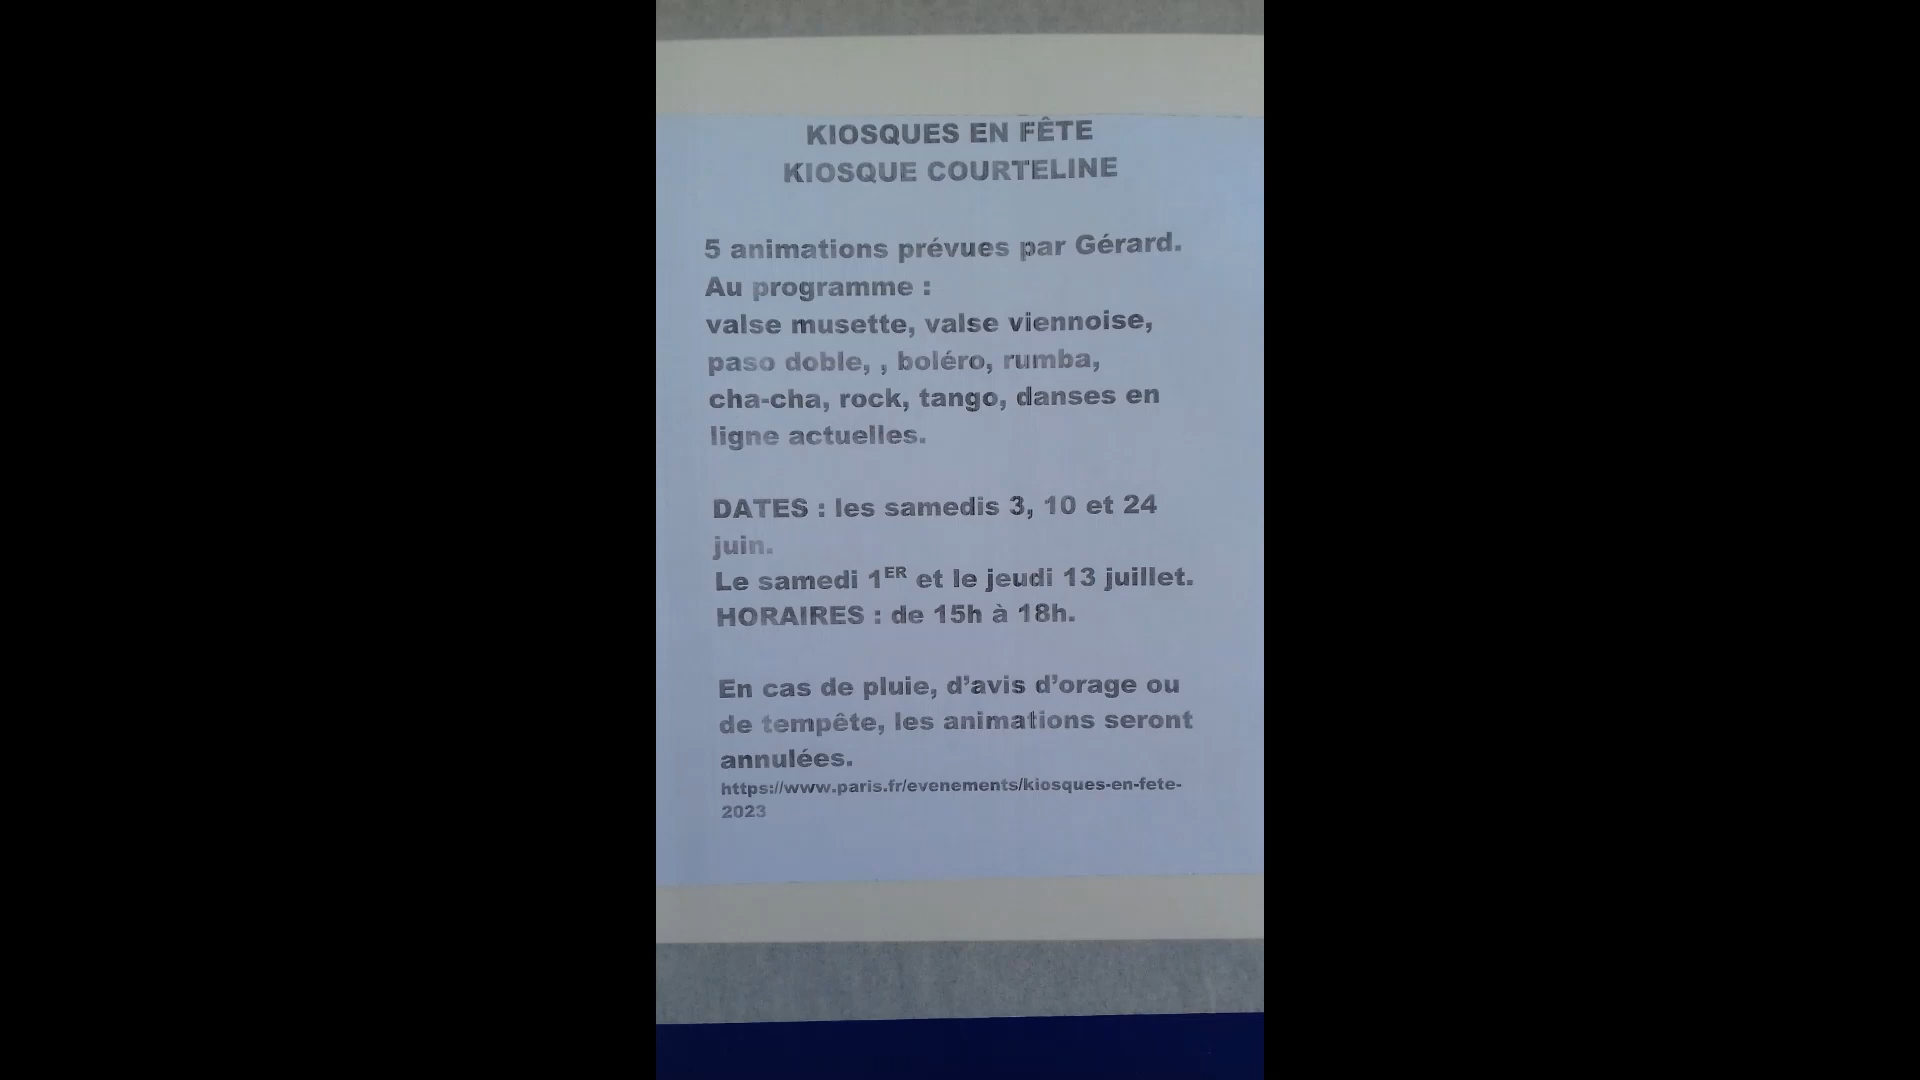 KIOSQUES EN FÊTE
KIOSQUE COURTELINE
5 animations prévues par Gérard.
Au programme :
valse musette, valse viennoise,
paso doble, , boléro, rumba,
cha-cha, rock, tango, danses en
ligne actuelles.
DATES : les samedis 3, 10 et 24
juin.
Le samedi 1ER et le jeudi 13 juillet.
HORAIRES : de 15h à 18h.
En cas de pluie, d’avis d’orage ou
de tempête, les animations seront
annulées.
https://www.paris.fr/evenements/kiosques-en-fete-
2023